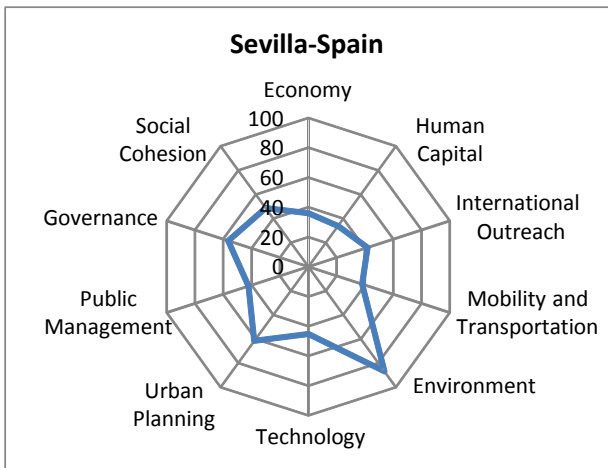 Sevilla-Spain
Economy
Human
Capital
International
Outreach
Mobility and
Transportation
Environment
Technology
Urban
Planning
Public
Management
Governance
Social
Cohesion
100
80
60
40
20
0